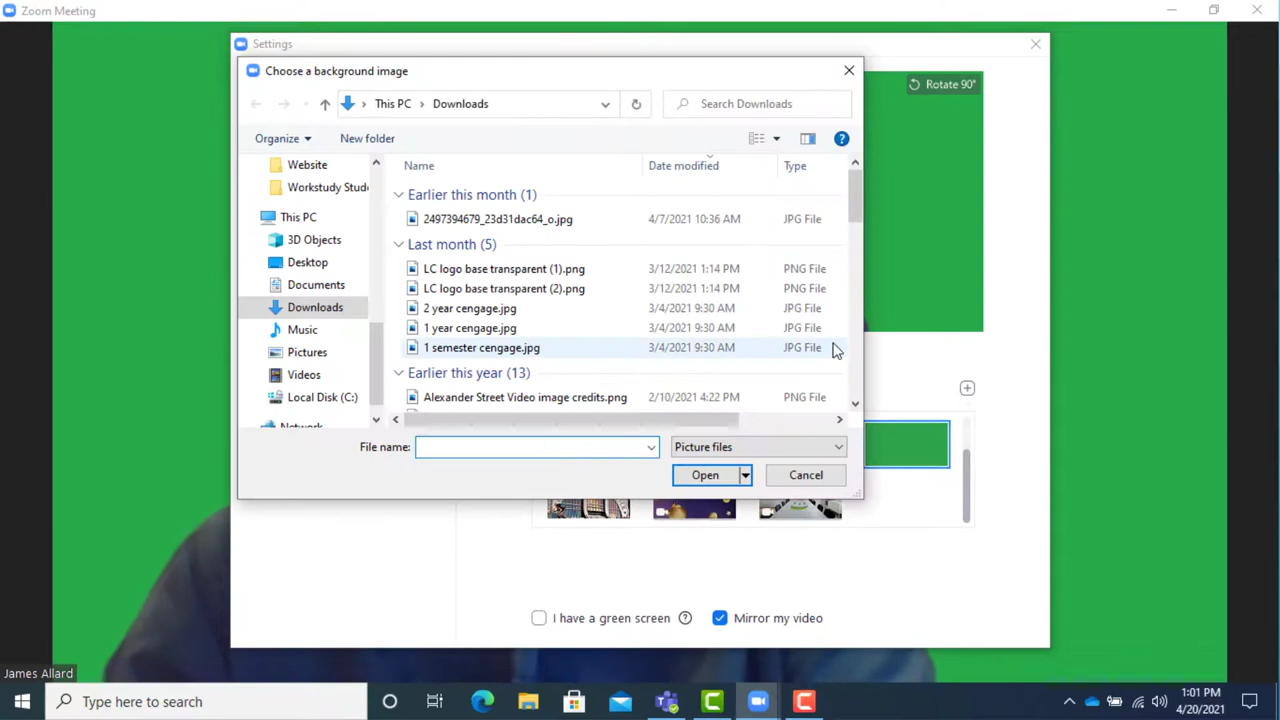 Zoom Meeting
Settings
Choose a background image
Rotate 90°
This PC
Downloads
Search Downloads
Organize
New folder
Name
Date modified
Type
Website
Workstudy Stude
This PC
3D Objects
Desktop
Documents
Downloads
Music
Pictures
Videos
Local Disk (C:)
Network
Earlier this month (1)
2497394679_23d31dac64_o.jpg 4/7/2021 10:36 AM JPG File
Last month (5)
LC logo base transparent (1).png 3/12/2021 1:14 PM PNG File
LC logo base transparent (2).png 3/12/2021 1:14 PM PNG File
2 year cengage.jpg 3/4/2021 9:30 AM JPG File
1 year cengage.jpg 3/4/2021 9:30 AM JPG File
1 semester cengage.jpg 3/4/2021 9:30 AM JPG File
Earlier this year (13)
Alexander Street Video image credits.png 2/10/2021 4:22 PM PNG File
File name:
Picture files
Open
Cancel
I have a green screen
Mirror my video
James Allard
Type here to search
1:01 PM
4/20/2021